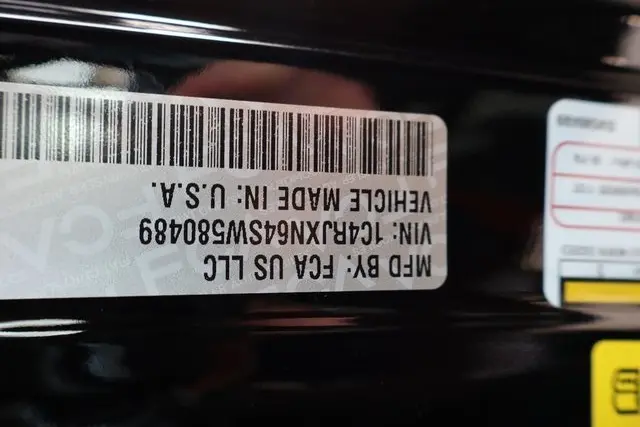 MFD BY: FCA US LLC
VIN: 1C4RJXN64SW580489
VEHICLE MADE IN: U.S.A.